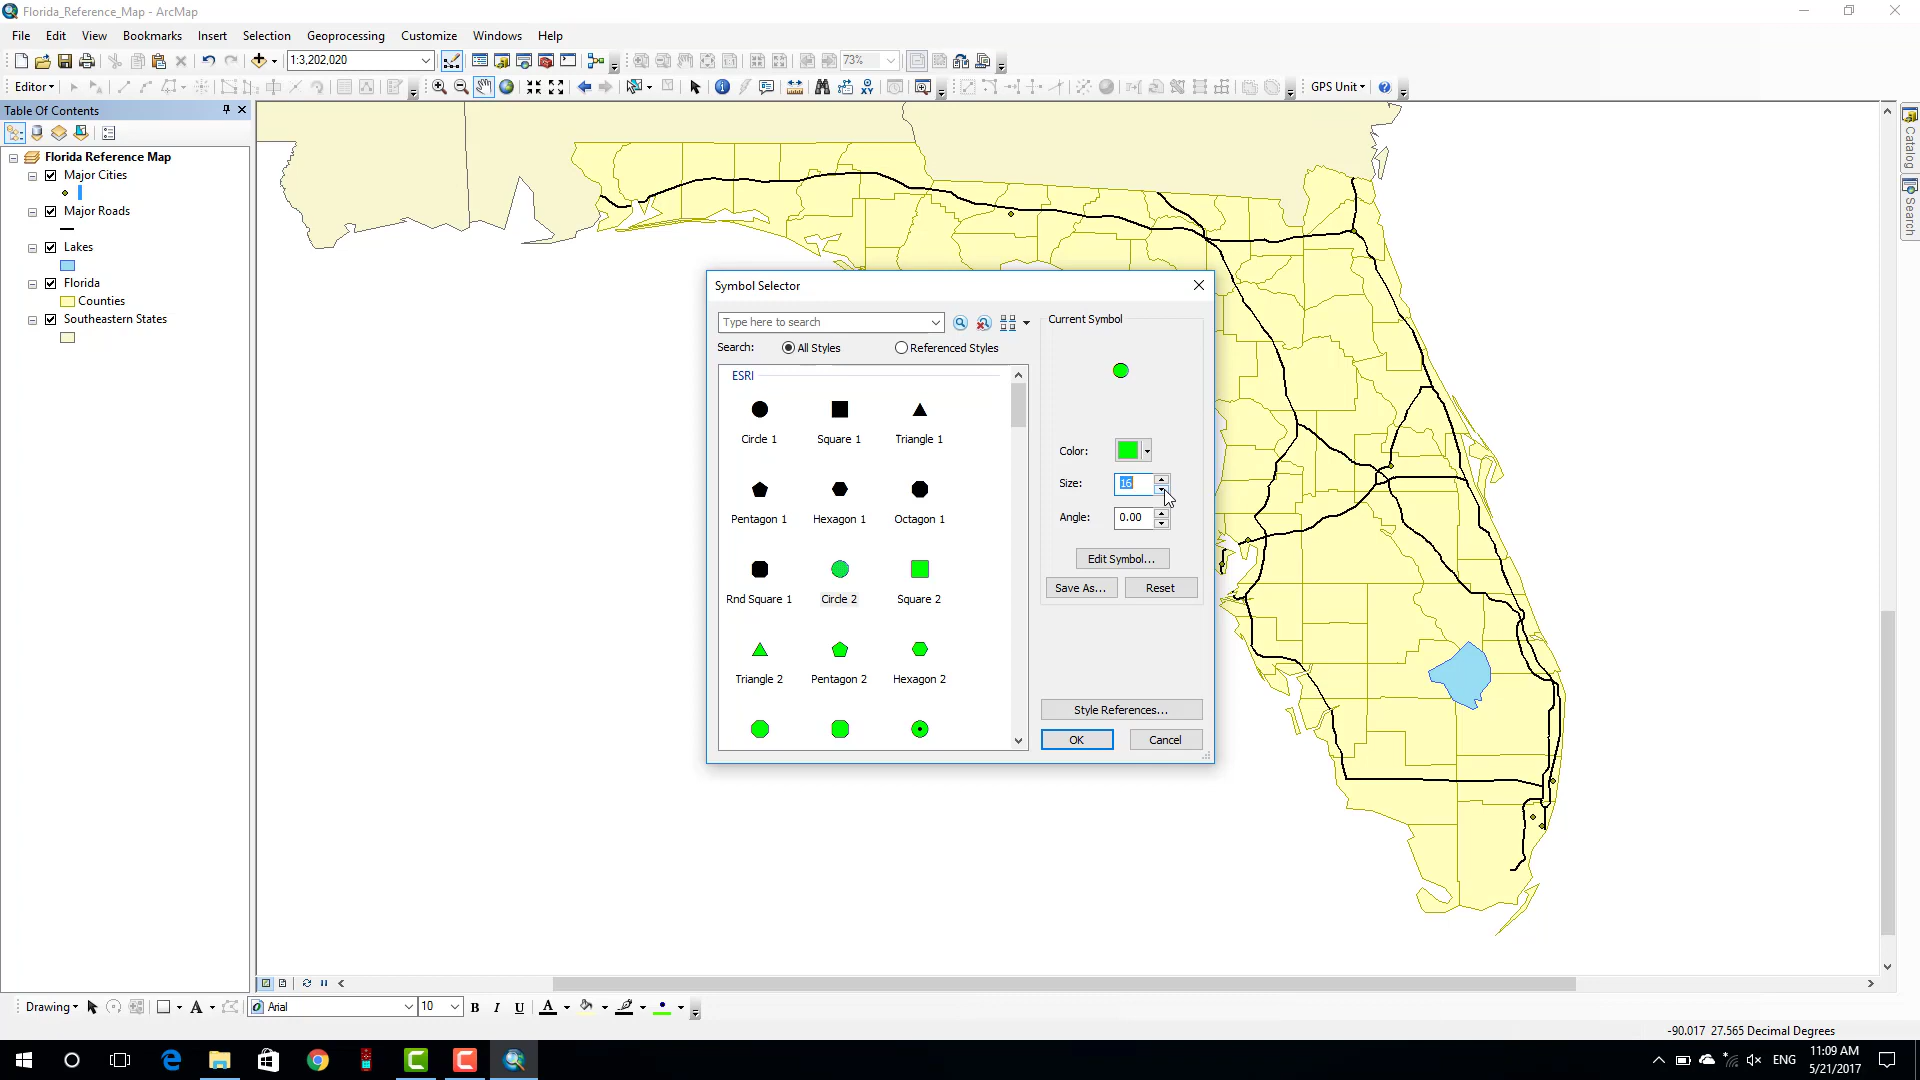 Florida_Reference_Map - ArcMap
File Edit View Bookmarks Insert Selection Geoprocessing Customize Windows Help
1:3,202,020
73%
Editor
GPS Unit
Table Of Contents
Florida Reference Map
Major Cities
Major Roads
Lakes
Florida
Counties
Southeastern States
Catalog
Search
Symbol Selector
Type here to search
Search: All Styles Referenced Styles
ESRI
Circle 1 Square 1 Triangle 1
Pentagon 1 Hexagon 1 Octagon 1
Rnd Square 1 Circle 2 Square 2
Triangle 2 Pentagon 2 Hexagon 2
Current Symbol
Color:
Size: 16
Angle: 0.00
Edit Symbol...
Save As... Reset
Style References...
OK Cancel
Drawing A Arial 10 B I U A
-90.017 27.565 Decimal Degrees
ENG
11:09 AM
5/21/2017